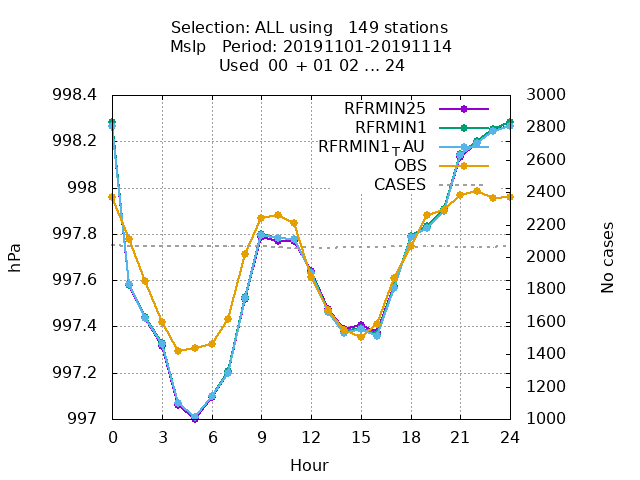 Selection: ALL using 149 stations
Mslp Period: 20191101-20191114
Used 00 + 01 02 ... 24
998.4 3000
RFRMIN25
2800
RFRMIN1
998.2
RFRMIN1┬AU
2600
OBS
998 2400
CASES
2200
997.8
2000
hPa
No cases
997.6 1800
1600
997.4
1400
997.2 1200
997 1000
0 3 6 9 12 15 18 21 24
Hour